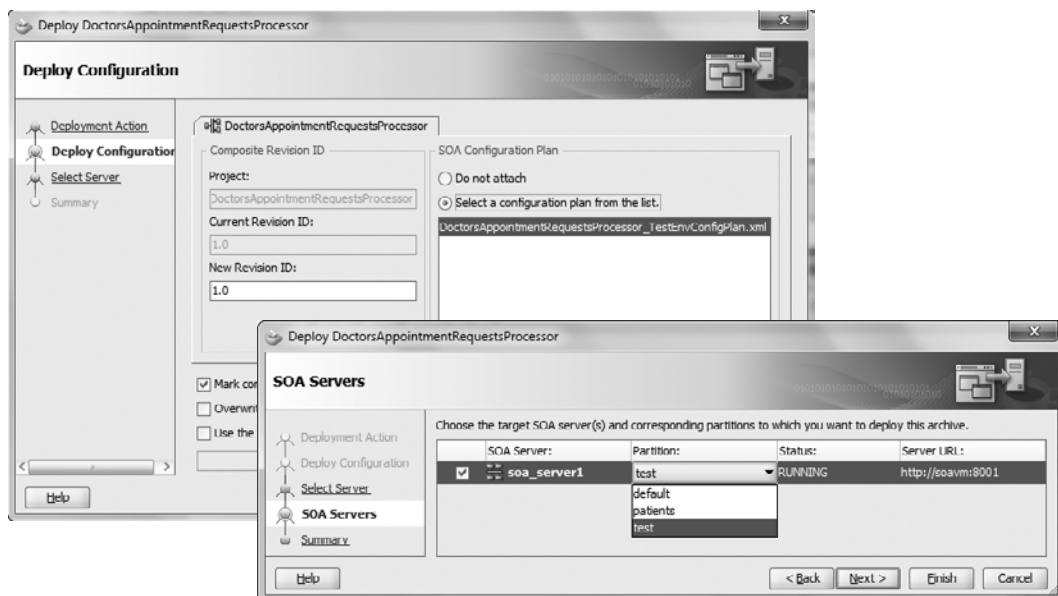 Deploy DoctorsAppointmentRequestsProcessor
Deploy Configuration
Deployment Action
Deploy Configuration
Select Server
Summary
DoctorsAppointmentRequestsProcessor
Composite Revision ID
Project:
DoctorsAppointmentRequestsProcessor
Current Revision ID:
1.0
New Revision ID:
1.0
SOA Configuration Plan
Do not attach
Select a configuration plan from the list.
DoctorsAppointmentRequestsProcessor_TestEnvConfigPlan.xml
Mark
Use the
Help
Deploy DoctorsAppointmentRequestsProcessor
SOA Servers
Deployment Action
Deploy Configuration
Select Server
SOA Servers
Summary
Choose the target SOA server(s) and corresponding partitions to which you want to deploy this archive.
SOA Server: Partition: Status: Server URL:
soa_server1 test RUNNING http://soavm:8001
default
patients
test
Help < Back Next > Finish Cancel